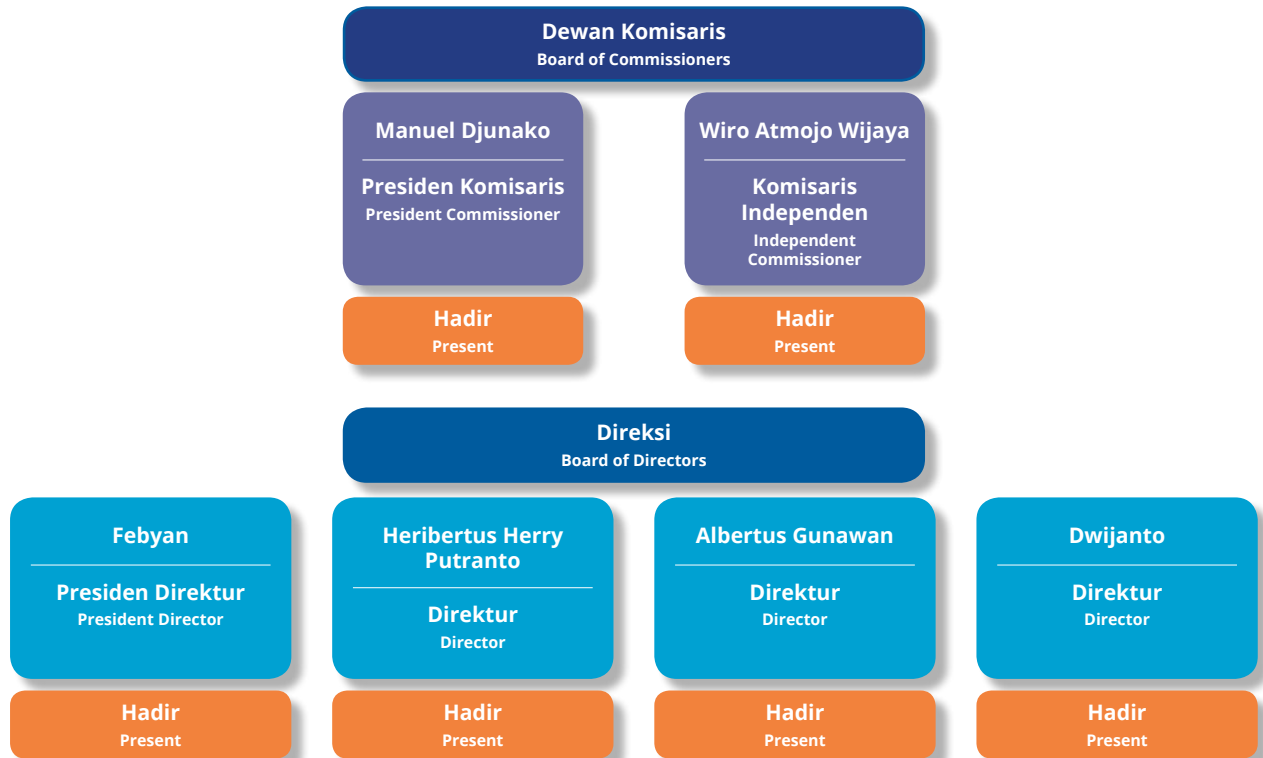 Dewan Komisaris
Board of Commissioners
Manuel Djunako
Presiden Komisaris
President Commissioner
Hadir
Present
Wiro Atmojo Wijaya
Komisaris
Independen
Independent
Commissioner
Hadir
Present
Direksi
Board of Directors
Febyan
Presiden Direktur
President Director
Hadir
Present
Heribertus Herry
Putranto
Direktur
Director
Hadir
Present
Albertus Gunawan
Direktur
Director
Hadir
Present
Dwijanto
Direktur
Director
Hadir
Present